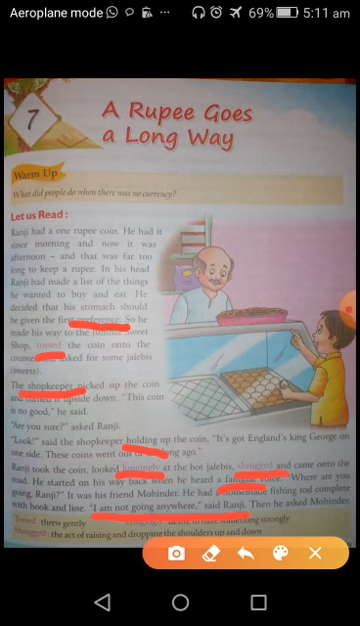 Aeroplane mode ... 69% 5:11 am
7
A Rupee Goes
a Long Way
Warm Up
What did people do when there was no currency?
Let us Read :
Ranji had a one rupee coin. He had it
since morning and now it was
afternoon – and that was far too
long to keep a rupee. In his head
Ranji had made a list of the things
he wanted to buy and eat. He
decided that his stomach should
be given the first preference. So he
made his way to the Sweet
Shop, tossed the coin onto the
asked for some jalebis
(sweets).
The shopkeeper picked up the coin
and turned it upside down. "This coin
is no good," he said.
"Are you sure?" asked Ranji.
"Look!" said the shopkeeper holding up the coin, "It's got England's king George on
one side. These coins went out long ago."
Ranji took the coin, looked longingly at the hot jalebis, shrugged and came onto the
road. He started on his way back when he heard a familiar voice. "Where are you
going, Ranji?" It was his friend Mohinder. He had a homemade fishing rod complete
with hook and line. "I am not going anywhere," said Ranji. Then he asked Mohinder,
Tossed : threw gently something strongly
Shrugged : the act of raising and dropping the shoulders up and down